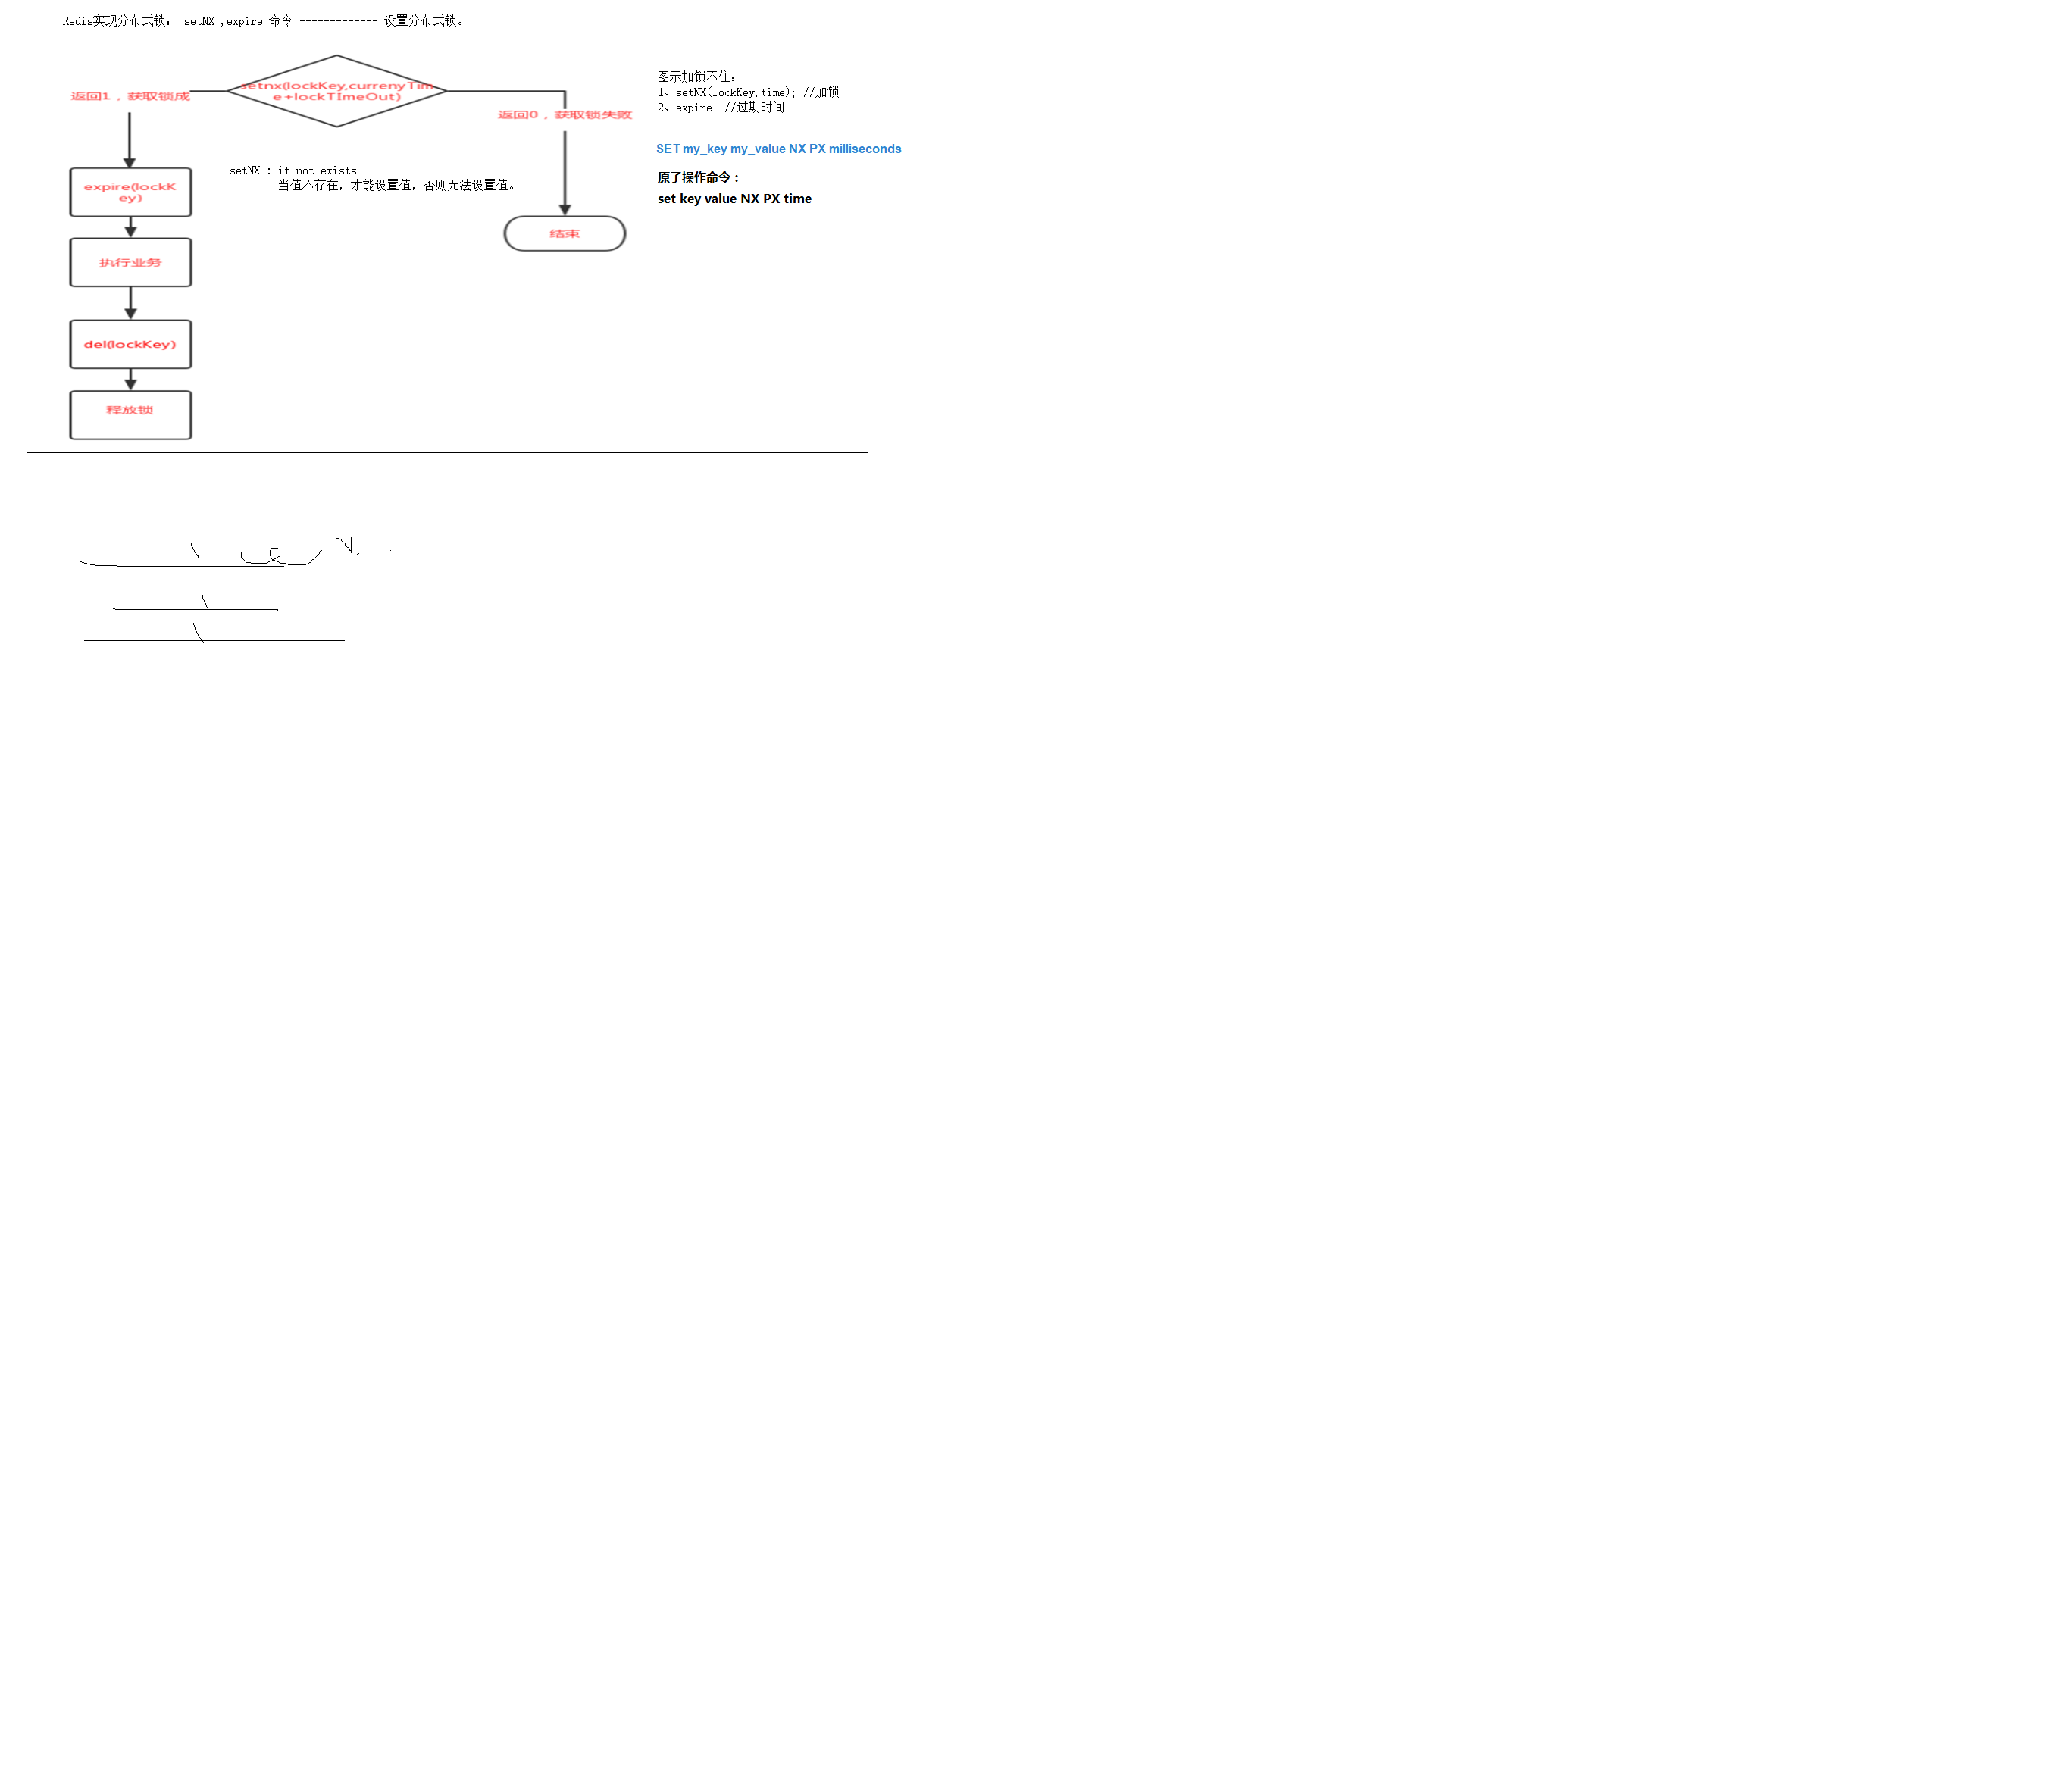 Redis实现分布式锁: setNX ,expire 命令 ------------- 设置分布式锁。
setnx(lockKey,currenyTim
e+lockTImeOut)
返回1，获取锁成
返回0，获取锁失败
expire(lockK
ey)
执行业务
del(lockKey)
释放锁
setNX : if not exists
当值不存在，才能设置值，否则无法设置值。
结束
图示加锁不住:
1、setNX(lockKey,time); //加锁
2、expire //过期时间
SET my_key my_value NX PX milliseconds
原子操作命令：
set key value NX PX time